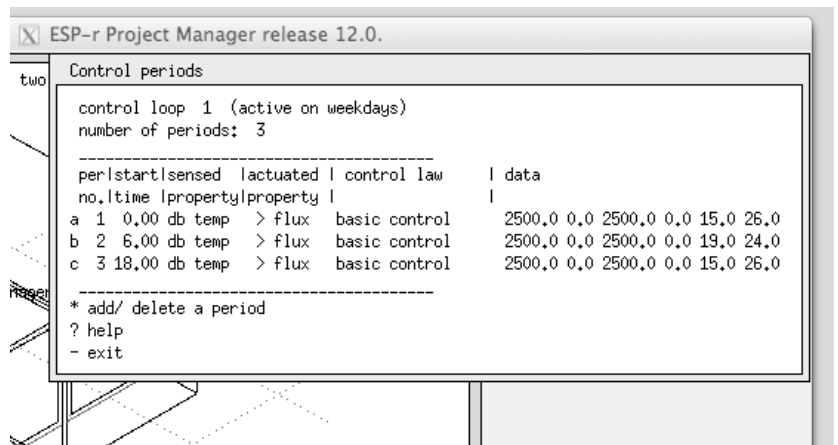 ESP-r Project Manager release 12.0.
two
Control periods
control loop 1 (active on weekdays)
number of periods: 3
per|start|sensed |actuated | control law | data
no.|time |property|property | |
a 1 0.00 db temp > flux basic control 2500.0 0.0 2500.0 0.0 15.0 26.0
b 2 6.00 db temp > flux basic control 2500.0 0.0 2500.0 0.0 19.0 24.0
c 3 18.00 db temp > flux basic control 2500.0 0.0 2500.0 0.0 15.0 26.0
* add/ delete a period
? help
- exit